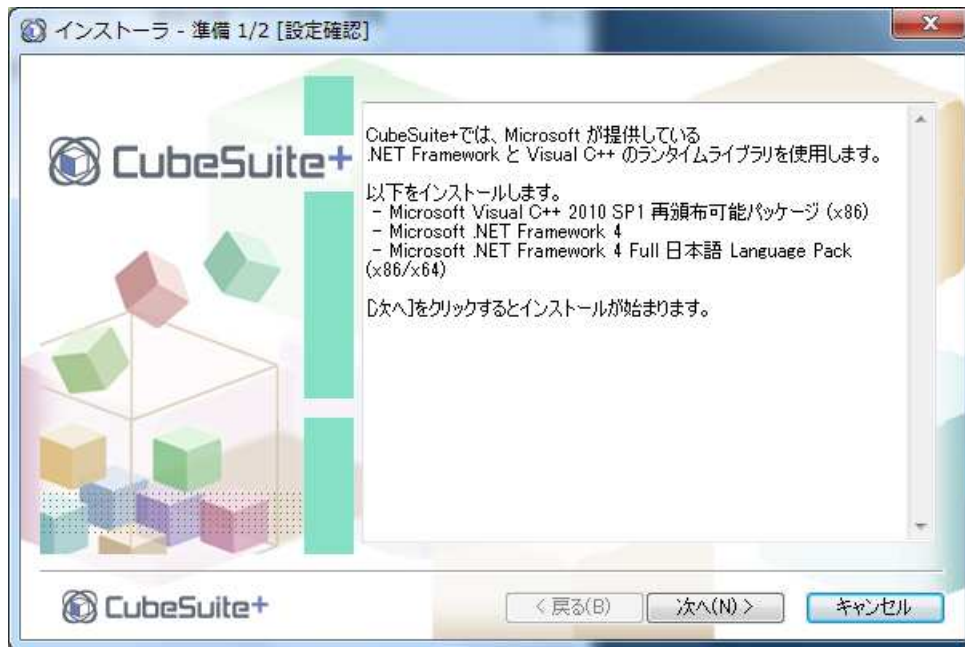 インストーラ - 準備 1/2 [設定確認]
CubeSuite+
CubeSuite+では、Microsoft が提供している
.NET Framework と Visual C++ のランタイムライブラリを使用します。
以下をインストールします。
- Microsoft Visual C++ 2010 SP1 再頒布可能パッケージ (x86)
- Microsoft .NET Framework 4
- Microsoft .NET Framework 4 Full 日本語 Language Pack
(x86/x64)
[次へ]をクリックするとインストールが始まります。
CubeSuite+
< 戻る(B)
次へ(N) >
キャンセル